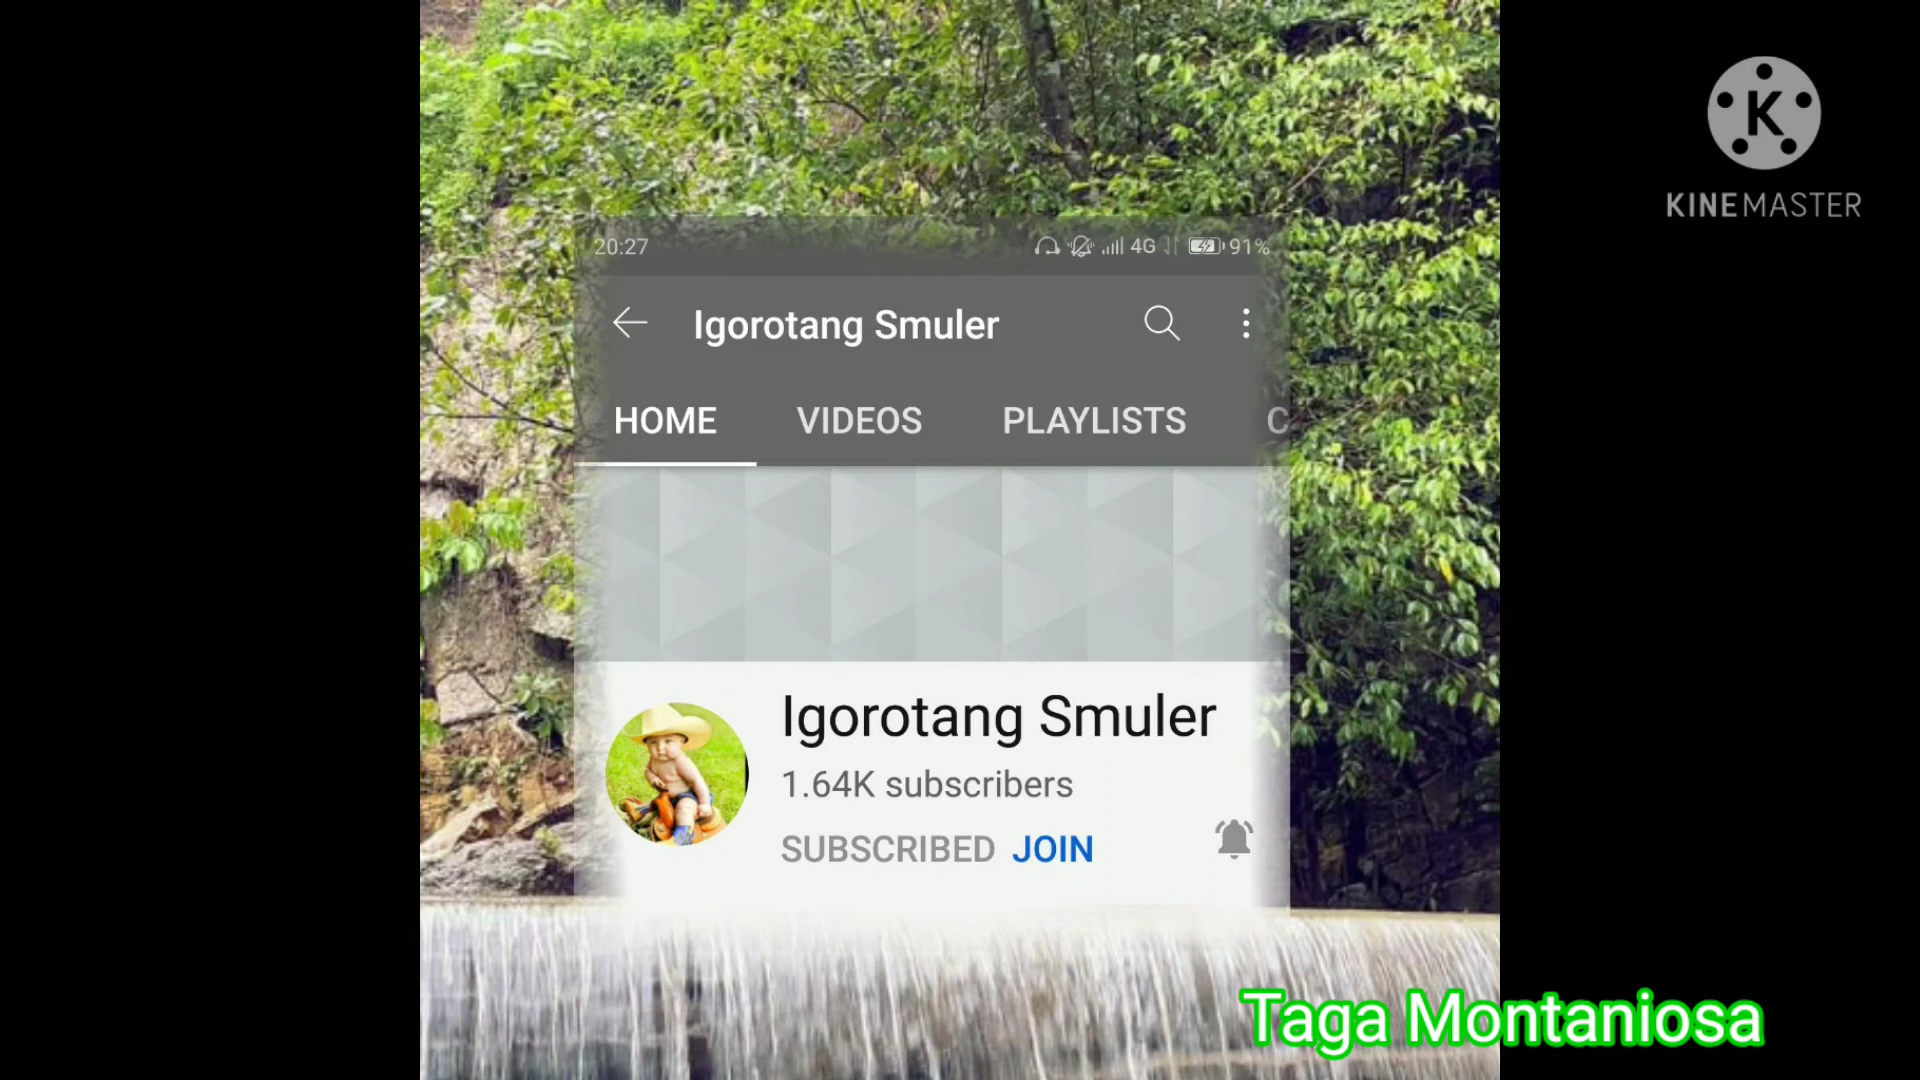 K
KINEMASTER
20:27 4G 91%
Igorotang Smuler
HOME VIDEOS PLAYLISTS C
Igorotang Smuler
1.64K subscribers
SUBSCRIBED JOIN
Taga Montaniosa